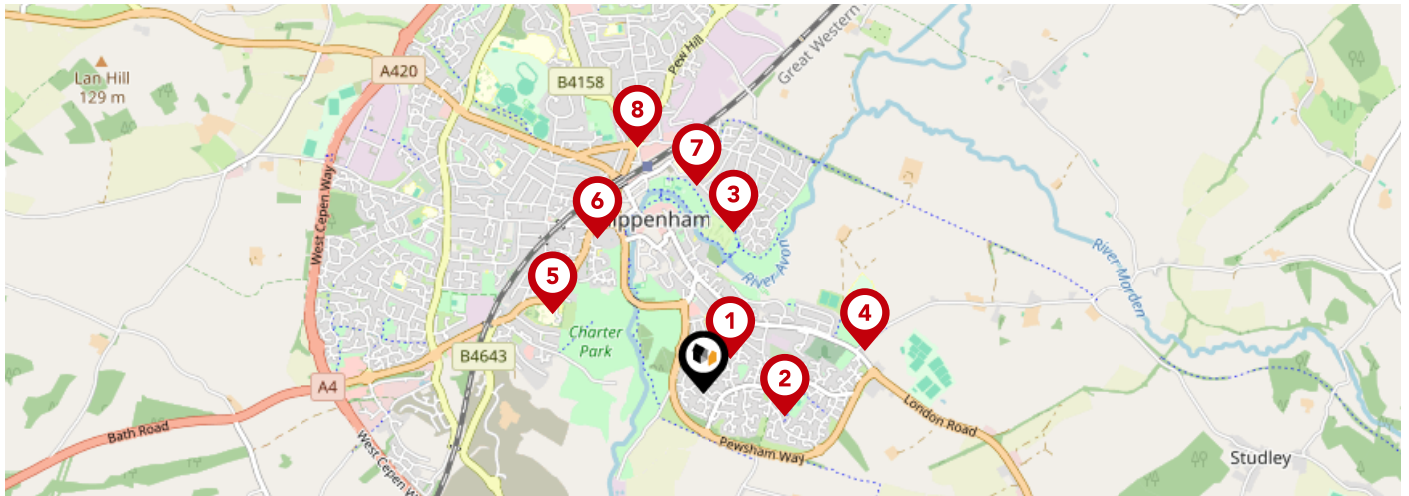 Lan Hill
129 m
A420
B4158
Pew Hill
Great Western
8
7
3
6
ippenham
West Cepen Way
River Avon
River Marden
5
1
4
Charter
Park
2
B4643
A4
Bath Road
West Cepen W
Pewsham Way
London Road
Studley